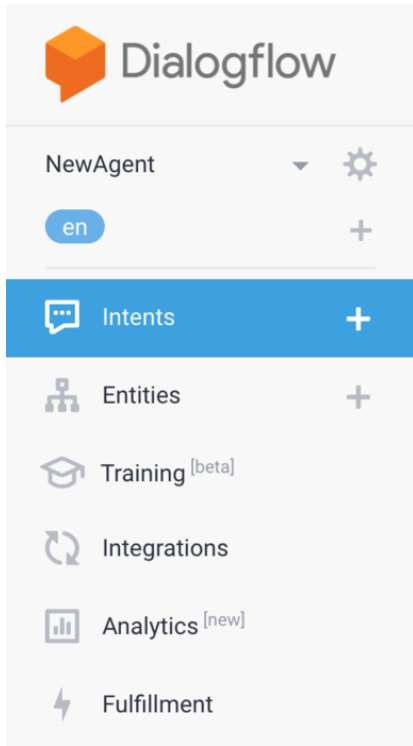 Dialogflow
NewAgent
en
Intents
Entities
Training [beta]
Integrations
Analytics [new]
Fulfillment